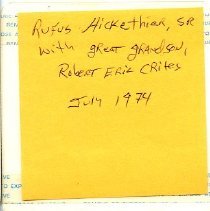 Rufus Hickethier, SR
with great grandson,
Robert Erik Crites
July 1974